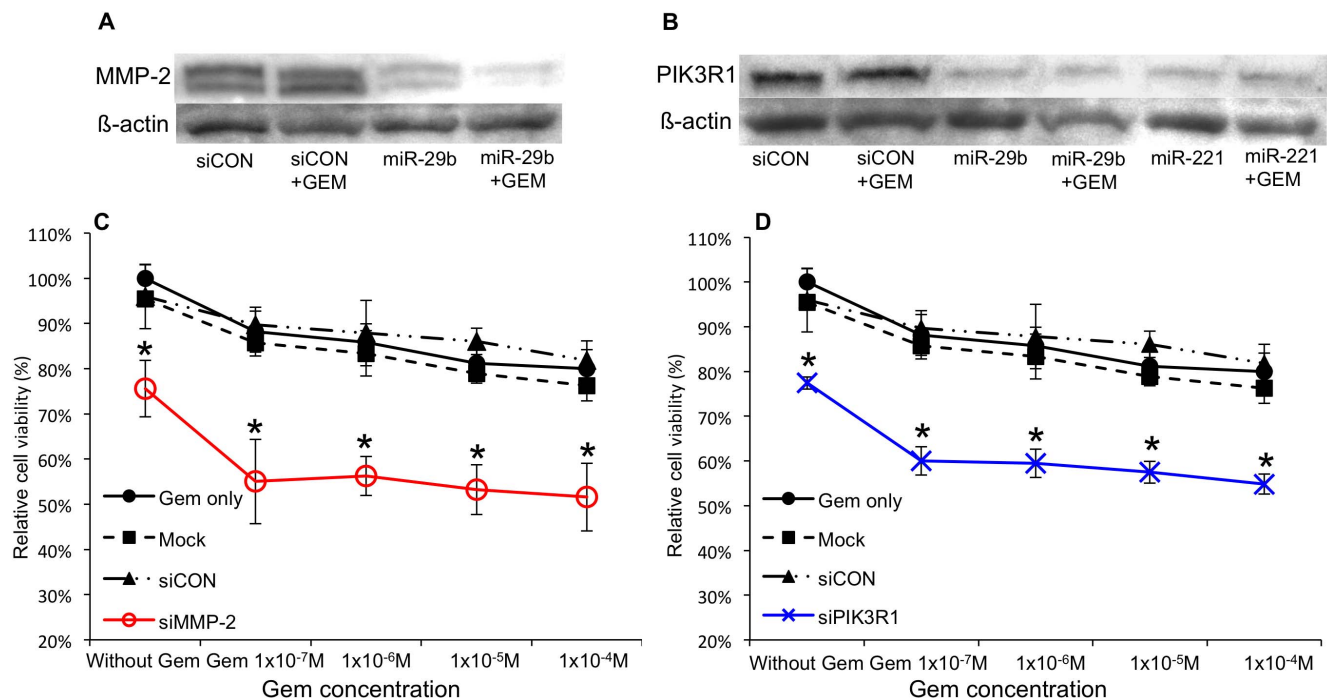 A
MMP-2
ß-actin
siCON
siCON
+GEM
miR-29b
miR-29b
+GEM
B
PIK3R1
ß-actin
siCON
siCON
+GEM
miR-29b
miR-29b
+GEM
miR-221
miR-221
+GEM
C
Relative cell viability (%)
110%
100%
90%
80%
70%
60%
50%
40%
30%
20%
*
*
*
*
*
Gem only
Mock
siCON
siMMP-2
Without Gem Gem 1x10-7M 1x10-6M 1x10-5M 1x10-4M
Gem concentration
D
Relative cell viability (%)
110%
100%
90%
80%
70%
60%
50%
40%
30%
20%
*
*
*
*
*
Gem only
Mock
siCON
siPIK3R1
Without Gem Gem 1x10-7M 1x10-6M 1x10-5M 1x10-4M
Gem concentration